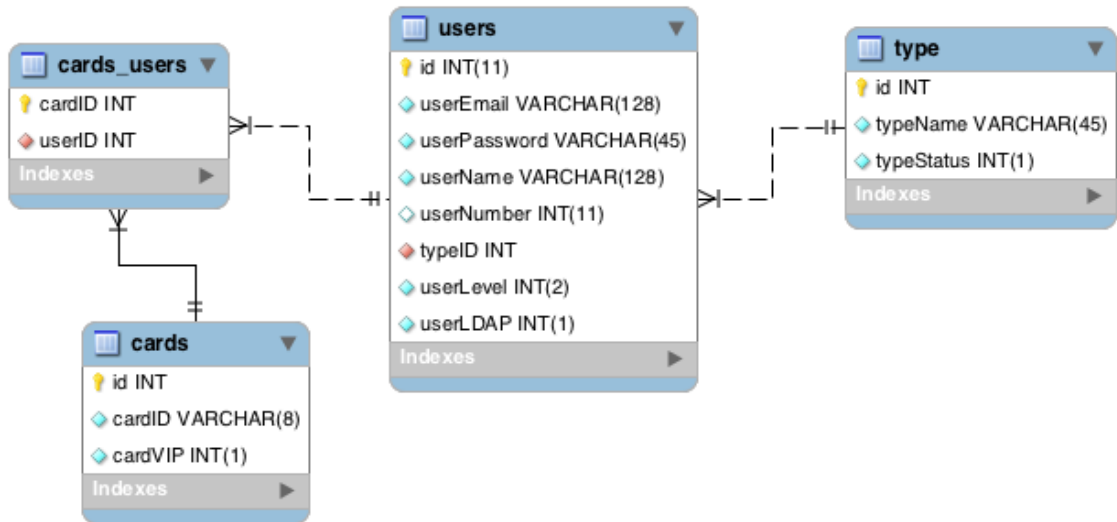 cards_users
cardID INT
userID INT
Indexes
users
id INT(11)
userEmail VARCHAR(128)
userPassword VARCHAR(45)
userName VARCHAR(128)
userNumber INT(11)
typeID INT
userLevel INT(2)
userLDAP INT(1)
Indexes
type
id INT
typeName VARCHAR(45)
typeStatus INT(1)
Indexes
cards
id INT
cardID VARCHAR(8)
cardVIP INT(1)
Indexes